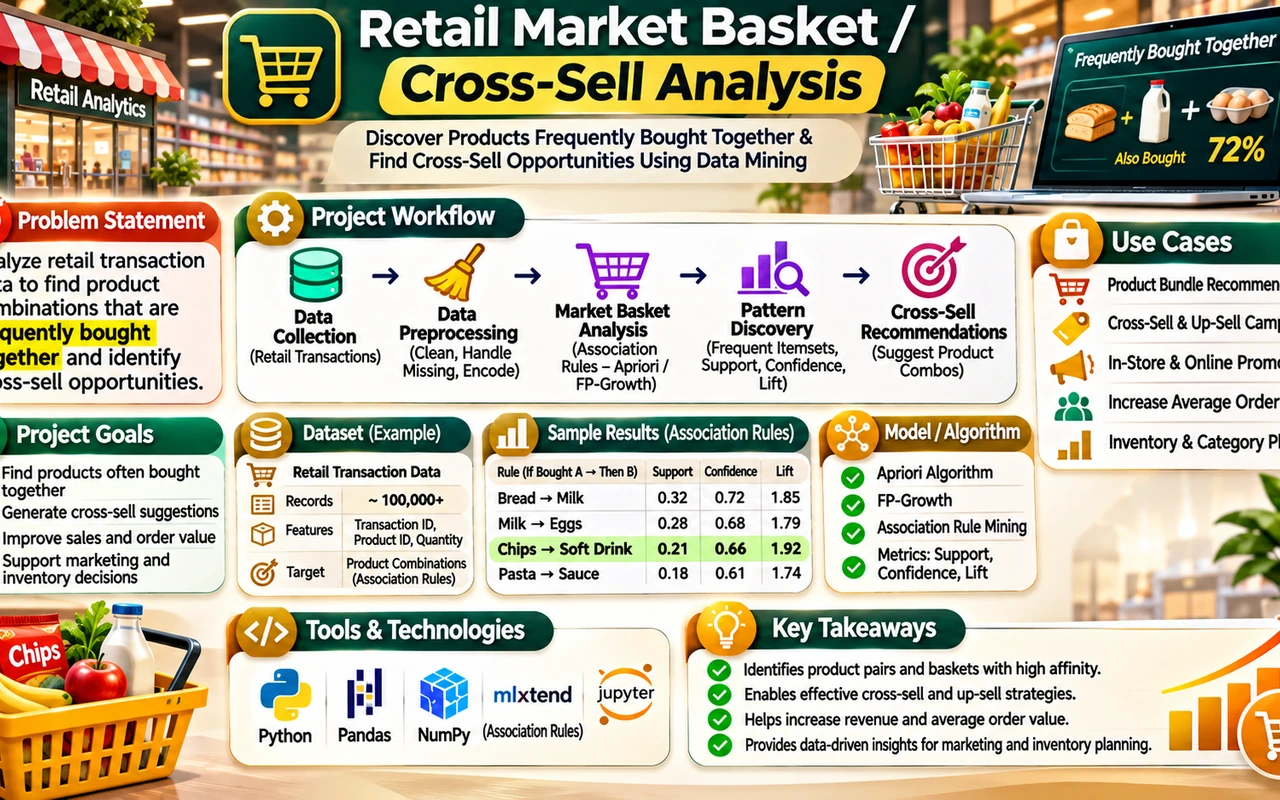 Retail Market Basket /
Cross-Sell Analysis
Discover Products Frequently Bought Together &
Find Cross-Sell Opportunities Using Data Mining
Retail Analytics
Frequently Bought Together
+ +
Also Bought 72%
Problem Statement
alyze retail transaction
ta to find product
mbinations that are
equently bought
gether and identify
oss-sell opportunities.
Project Workflow
Data
Collection
(Retail Transactions)
Data
Preprocessing
(Clean, Handle
Missing, Encode)
Market Basket
Analysis
(Association
Rules – Apriori /
FP-Growth)
Pattern
Discovery
(Frequent Itemsets,
Support, Confidence,
Lift)
Cross-Sell
Recommendations
(Suggest Product
Combos)
Use Cases
Product Bundle Recommen
Cross-Sell & Up-Sell Camp
In-Store & Online Promo
Increase Average Order
Inventory & Category Pl
Project Goals
Find products often bought
together
Generate cross-sell suggestions
Improve sales and order value
Support marketing and
inventory decisions
Dataset (Example)
Retail Transaction Data
Records ~ 100,000+
Features Transaction ID,
Product ID, Quantity
Target Product Combinations
(Association Rules)
Sample Results (Association Rules)
Rule (If Bought A → Then B) Support Confidence Lift
Bread → Milk 0.32 0.72 1.85
Milk → Eggs 0.28 0.68 1.79
Chips → Soft Drink 0.21 0.66 1.92
Pasta → Sauce 0.18 0.61 1.74
Model / Algorithm
Apriori Algorithm
FP-Growth
Association Rule Mining
Metrics: Support,
Confidence, Lift
Chips
Tools & Technologies
Python
Pandas
NumPy
mlxtend
(Association Rules)
jupyter
Key Takeaways
Identifies product pairs and baskets with high affinity.
Enables effective cross-sell and up-sell strategies.
Helps increase revenue and average order value.
Provides data-driven insights for marketing and inventory planning.